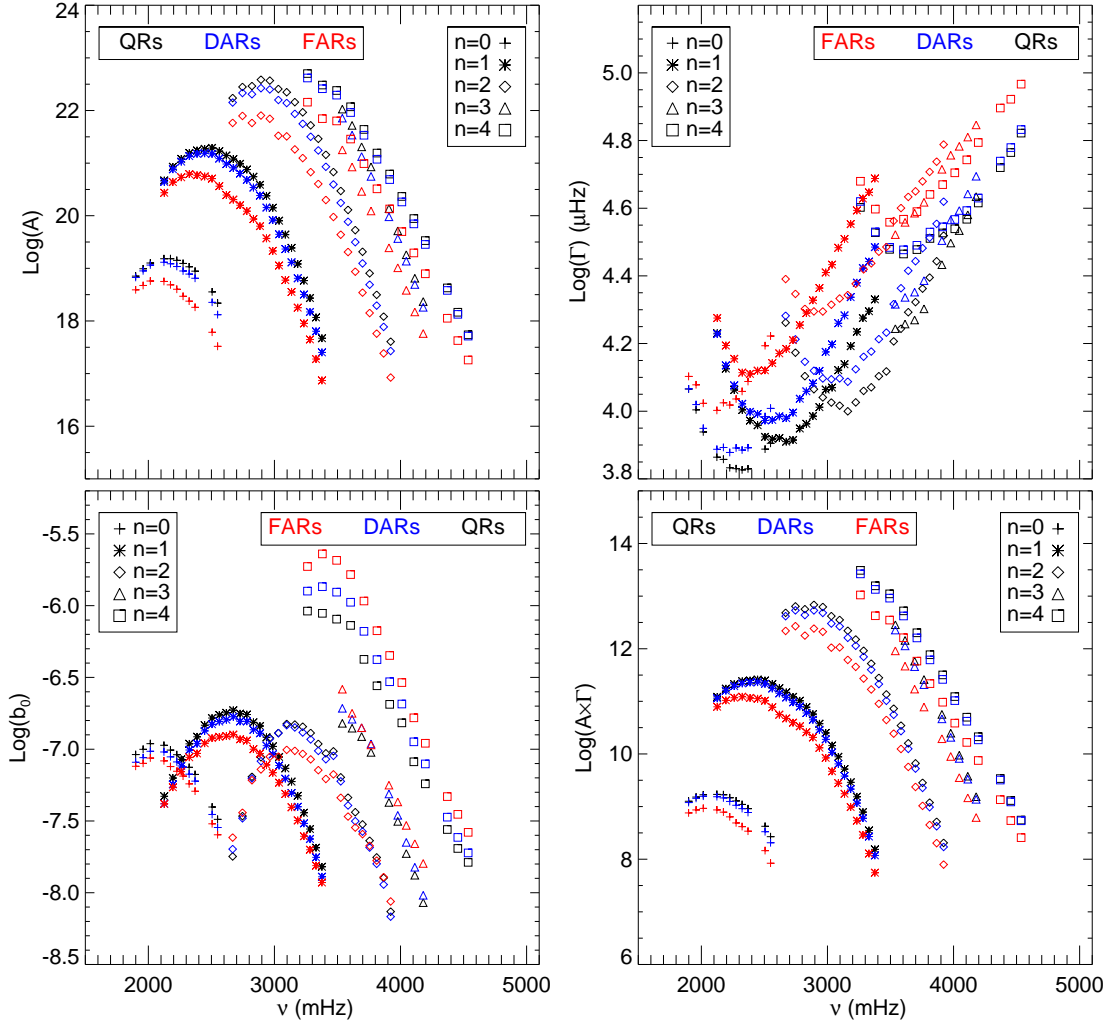 QRs DARs FARs
n=0
n=1
n=2
n=3
n=4
Log(A)
24
22
20
18
16
FARs DARs QRs
n=0
n=1
n=2
n=3
n=4
Log(Γ) (μHz)
5.0
4.8
4.6
4.4
4.2
4.0
3.8
FARs DARs QRs
n=0
n=1
n=2
n=3
n=4
Log(b0)
-5.5
-6.0
-6.5
-7.0
-7.5
-8.0
-8.5
2000 3000 4000 5000
ν (mHz)
QRs DARs FARs
n=0
n=1
n=2
n=3
n=4
Log(A×Γ)
14
12
10
8
6
2000 3000 4000 5000
ν (mHz)